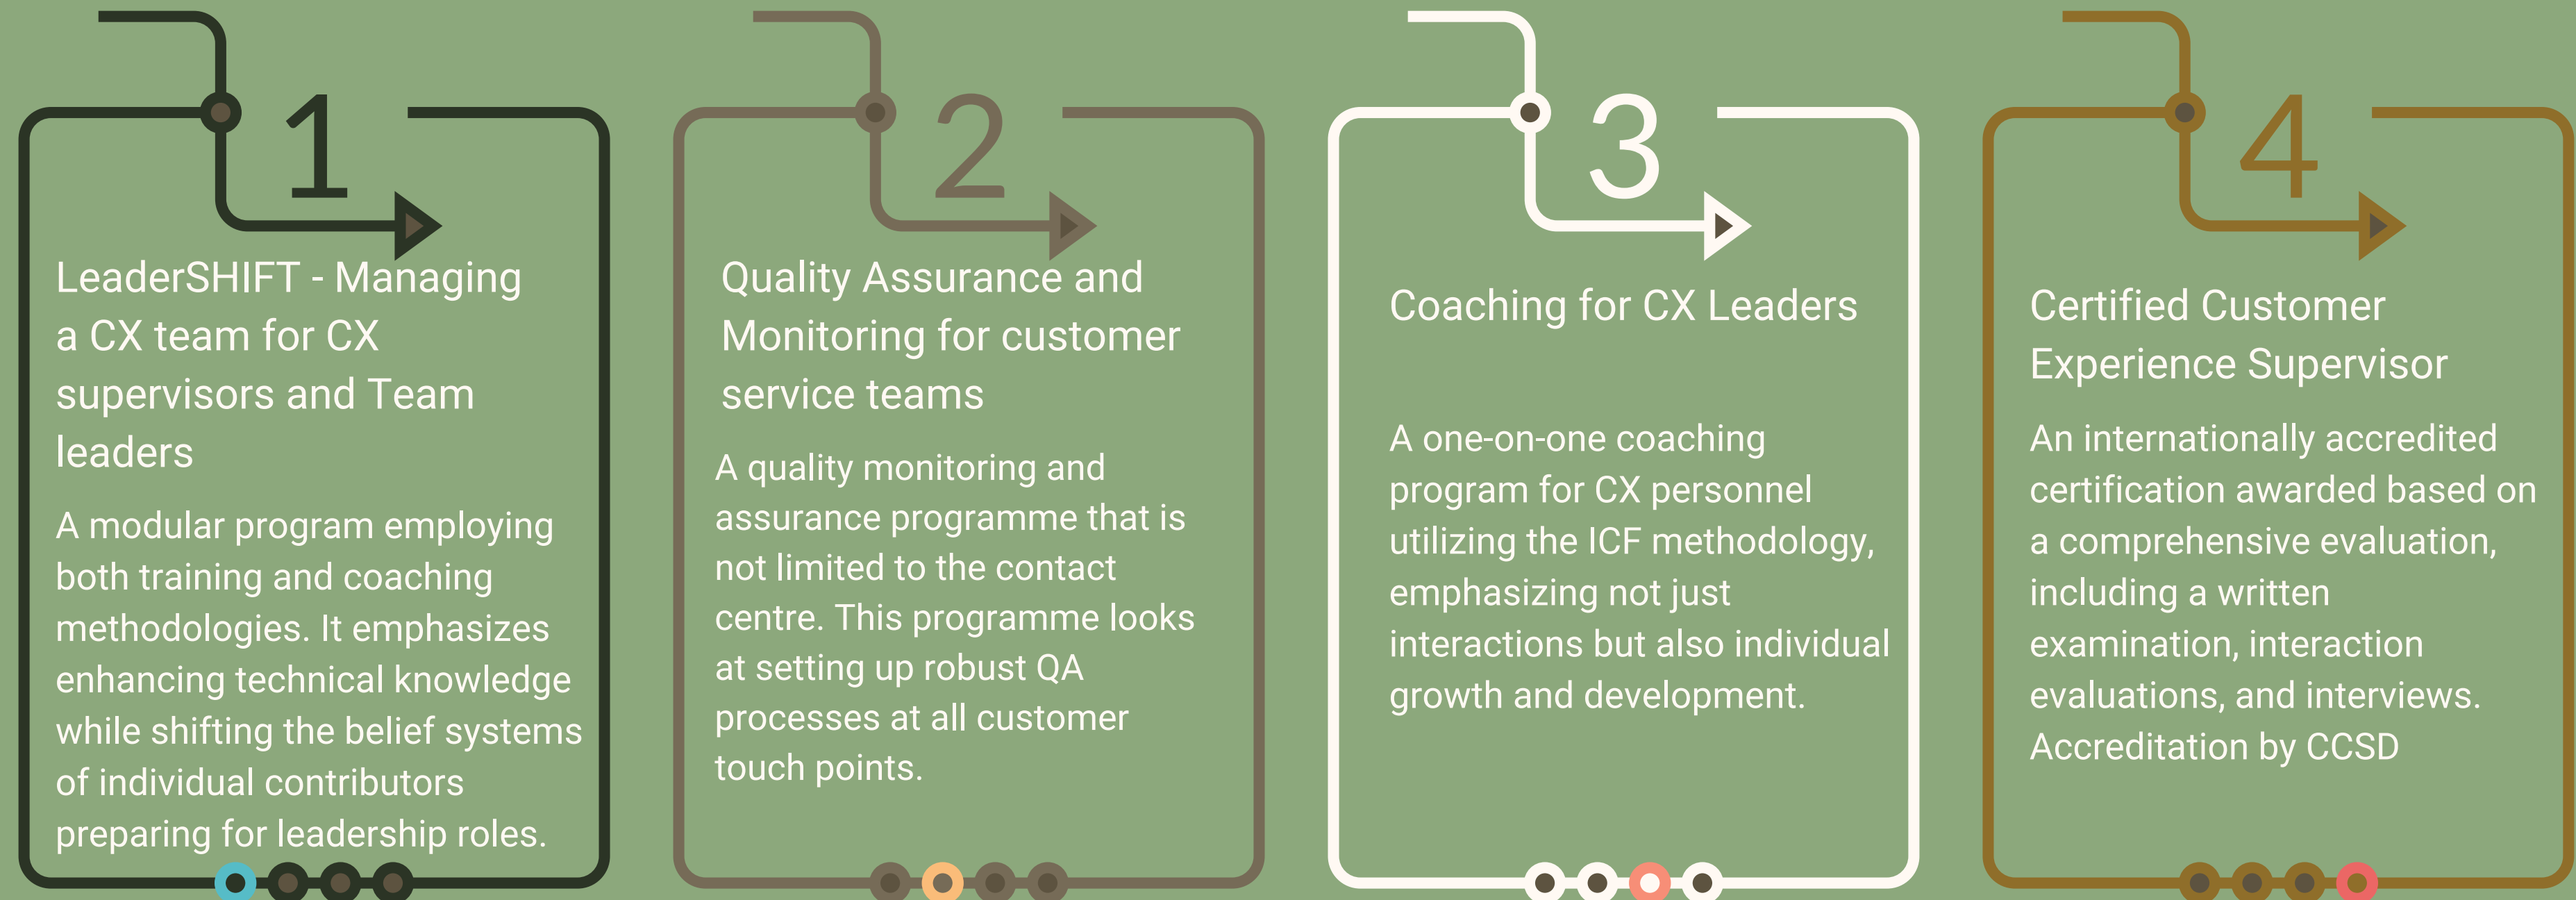 1
LeaderSHIFT - Managing
a CX team for CX
supervisors and Team
leaders
A modular program employing
both training and coaching
methodologies. It emphasizes
enhancing technical knowledge
while shifting the belief systems
of individual contributors
preparing for leadership roles.
2
Quality Assurance and
Monitoring for customer
service teams
A quality monitoring and
assurance programme that is
not limited to the contact
centre. This programme looks
at setting up robust QA
processes at all customer
touch points.
3
Coaching for CX Leaders
A one-on-one coaching
program for CX personnel
utilizing the ICF methodology,
emphasizing not just
interactions but also individual
growth and development.
4
Certified Customer
Experience Supervisor
An internationally accredited
certification awarded based on
a comprehensive evaluation,
including a written
examination, interaction
evaluations, and interviews.
Accreditation by CCSD